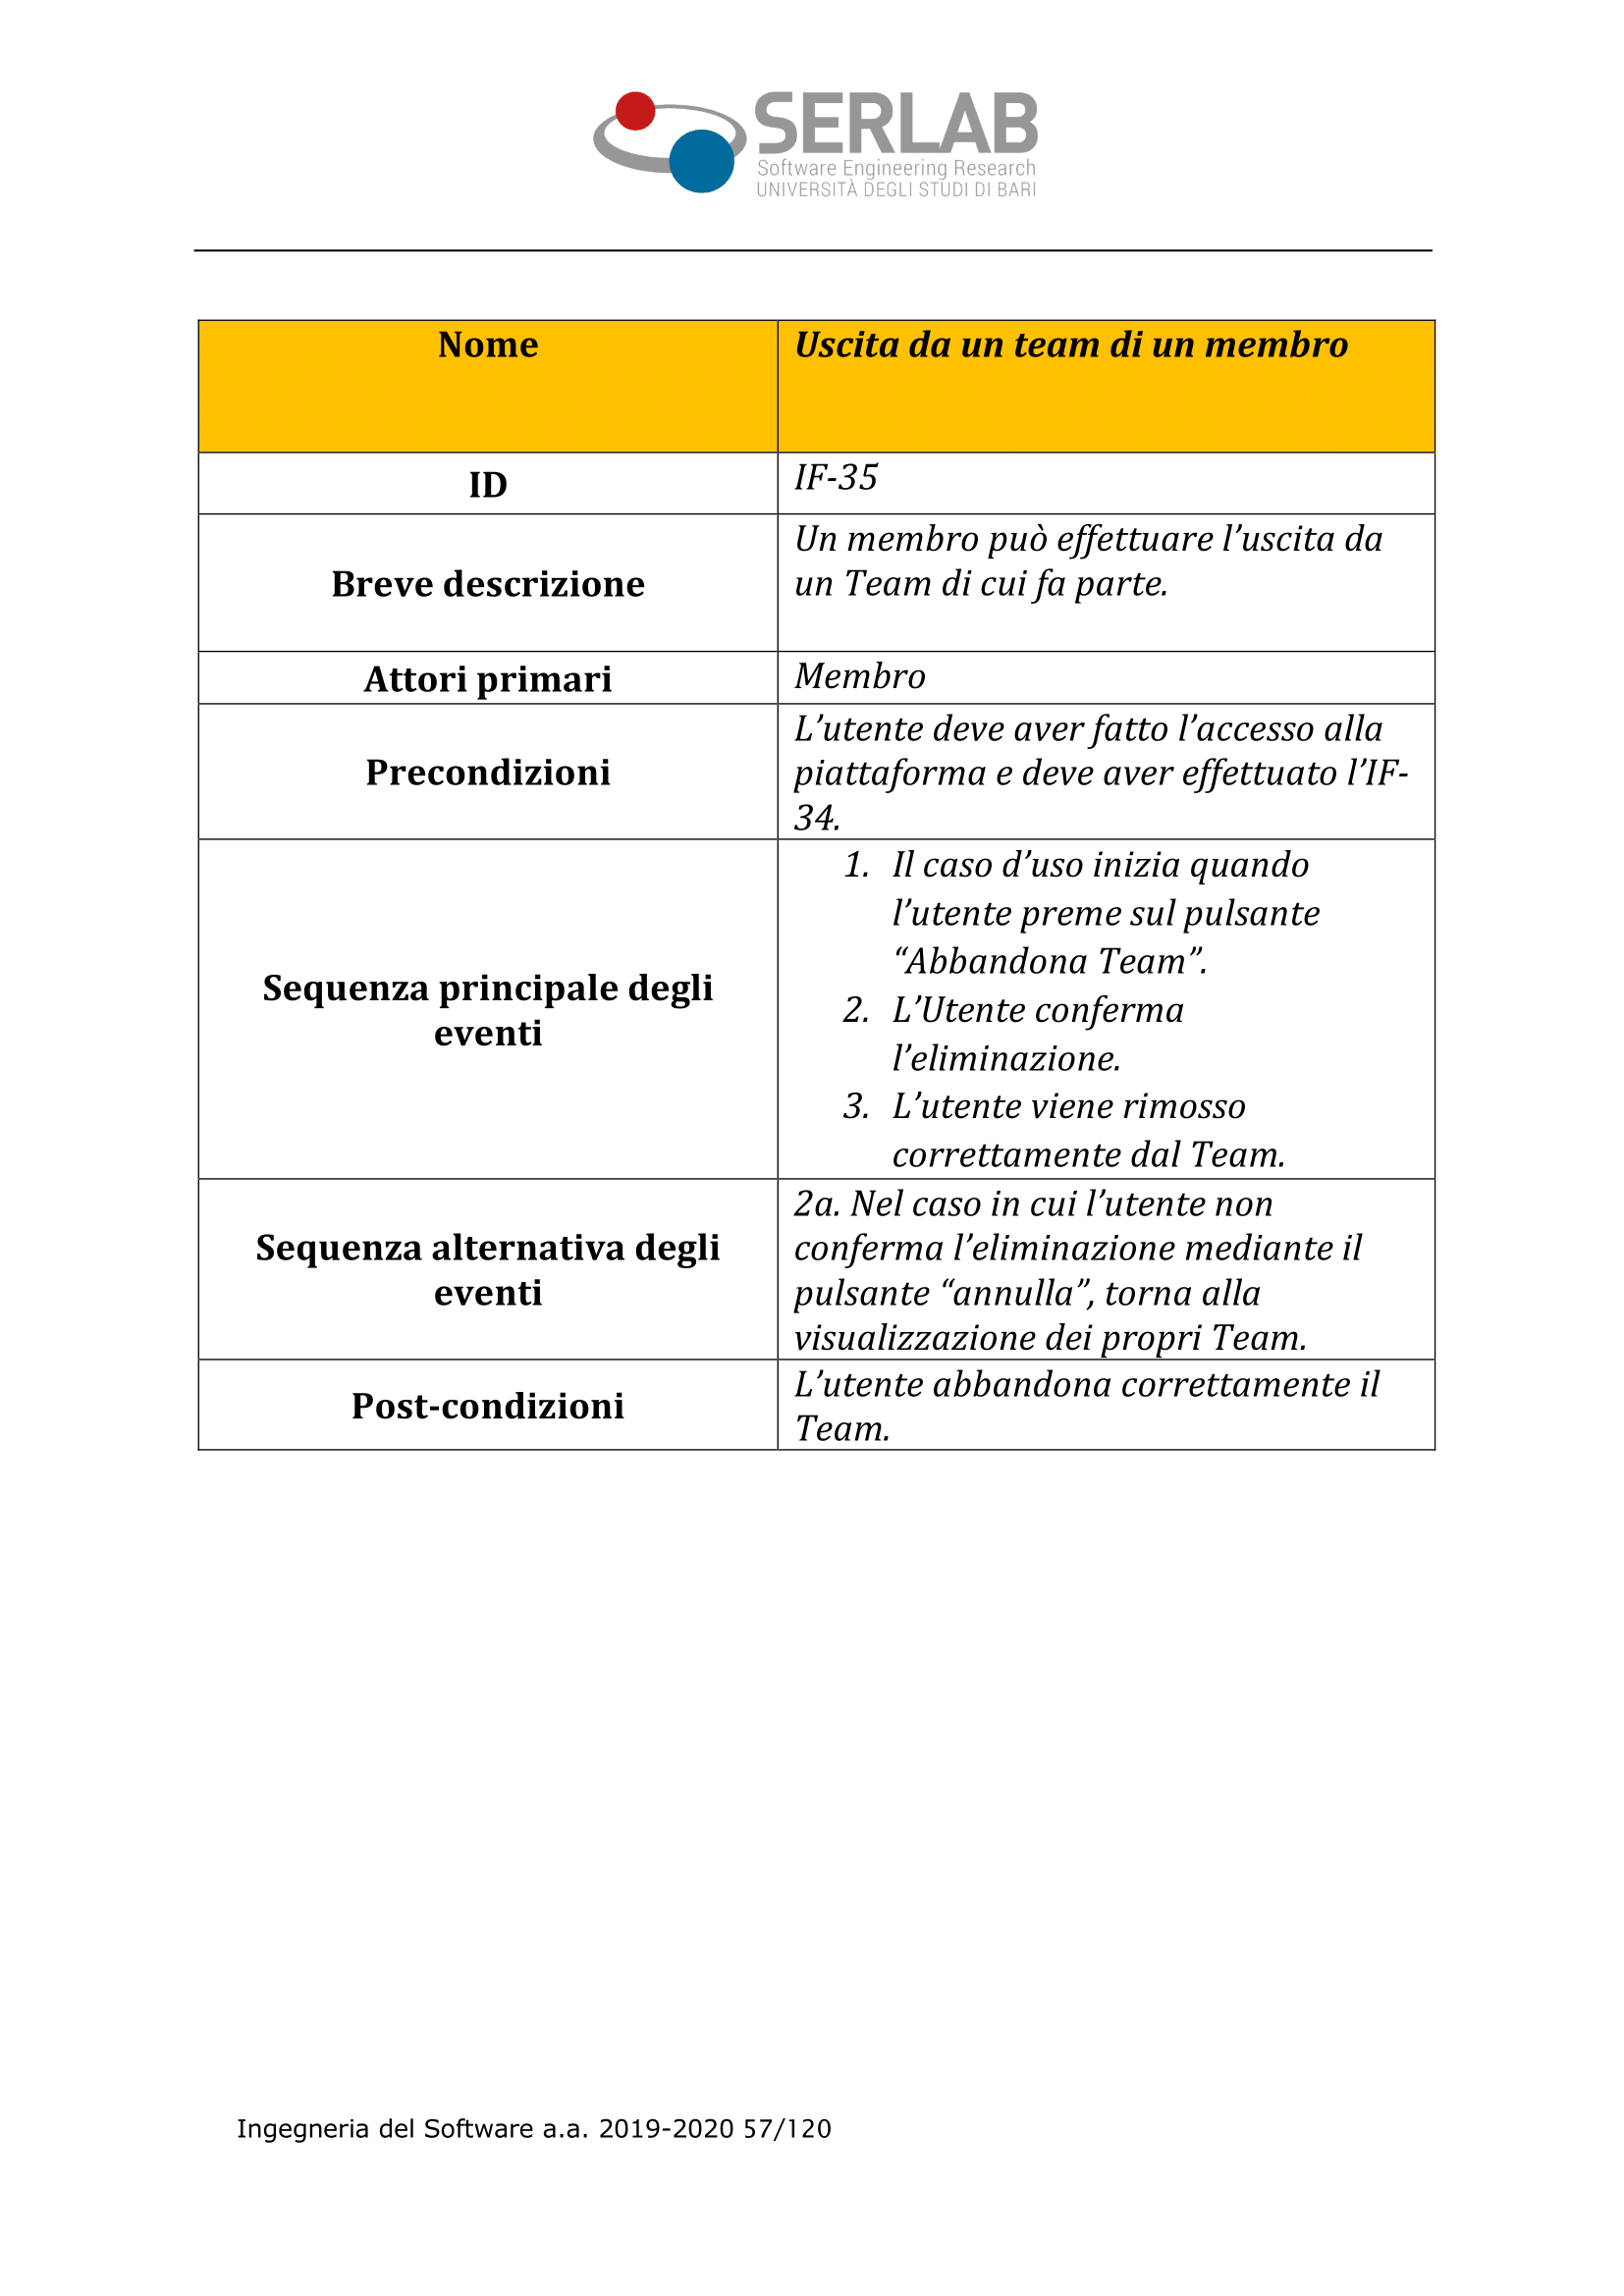 SERLAB
Software Engineering Research
UNIVERSITÀ DEGLI STUDI DI BARI
Nome
Uscita da un team di un membro
ID
IF-35
Breve descrizione
Un membro può effettuare l’uscita da
un Team di cui fa parte.
Attori primari
Membro
Precondizioni
L’utente deve aver fatto l’accesso alla
piattaforma e deve aver effettuato l’IF-
34.
Sequenza principale degli
eventi
1. Il caso d’uso inizia quando
l’utente preme sul pulsante
“Abbandona Team”.
2. L’Utente conferma
l’eliminazione.
3. L’utente viene rimosso
correttamente dal Team.
Sequenza alternativa degli
eventi
2a. Nel caso in cui l’utente non
conferma l’eliminazione mediante il
pulsante “annulla”, torna alla
visualizzazione dei propri Team.
Post-condizioni
L’utente abbandona correttamente il
Team.
Ingegneria del Software a.a. 2019-2020 57/120